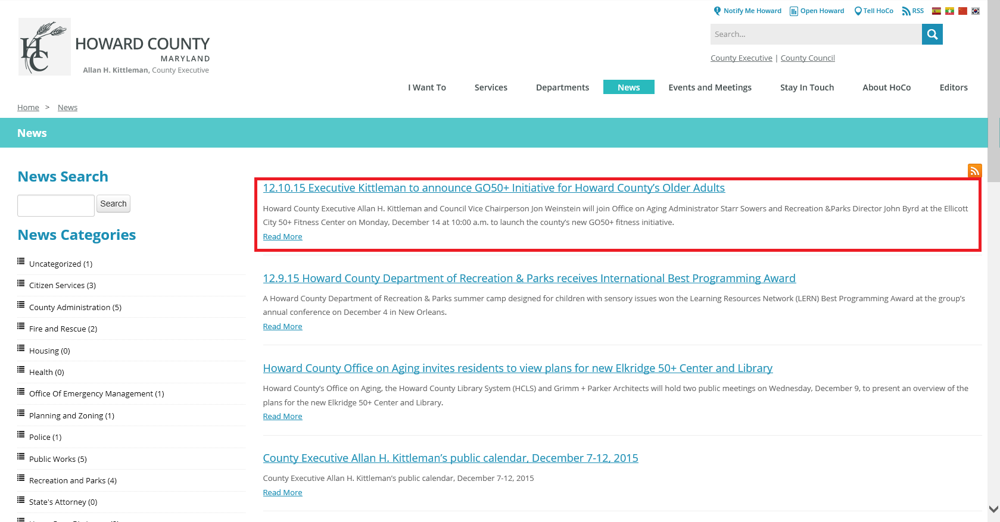 Notify Me Howard Open Howard Tell HoCo RSS
Search...
HC
HOWARD COUNTY
MARYLAND
Allan H. Kittleman, County Executive
County Executive | County Council
I Want To Services Departments News Events and Meetings Stay In Touch About HoCo Editors
Home > News
News
News Search
Search
News Categories
Uncategorized (1)
Citizen Services (3)
County Administration (5)
Fire and Rescue (2)
Housing (0)
Health (0)
Office Of Emergency Management (1)
Planning and Zoning (1)
Police (1)
Public Works (5)
Recreation and Parks (4)
State's Attorney (0)
12.10.15 Executive Kittleman to announce GO50+ Initiative for Howard County’s Older Adults
Howard County Executive Allan H. Kittleman and Council Vice Chairperson Jon Weinstein will join Office on Aging Administrator Starr Sowers and Recreation &Parks Director John Byrd at the Ellicott
City 50+ Fitness Center on Monday, December 14 at 10:00 a.m. to launch the county’s new GO50+ fitness initiative.
Read More
12.9.15 Howard County Department of Recreation & Parks receives International Best Programming Award
A Howard County Department of Recreation & Parks summer camp designed for children with sensory issues won the Learning Resources Network (LERN) Best Programming Award at the group’s
annual conference on December 4 in New Orleans.
Read More
Howard County Office on Aging invites residents to view plans for new Elkridge 50+ Center and Library
Howard County’s Office on Aging, the Howard County Library System (HCLS) and Grimm + Parker Architects will hold two public meetings on Wednesday, December 9, to present an overview of the
plans for the new Elkridge 50+ Center and Library.
Read More
County Executive Allan H. Kittleman’s public calendar, December 7-12, 2015
County Executive Allan H. Kittleman’s public calendar, December 7-12, 2015
Read More